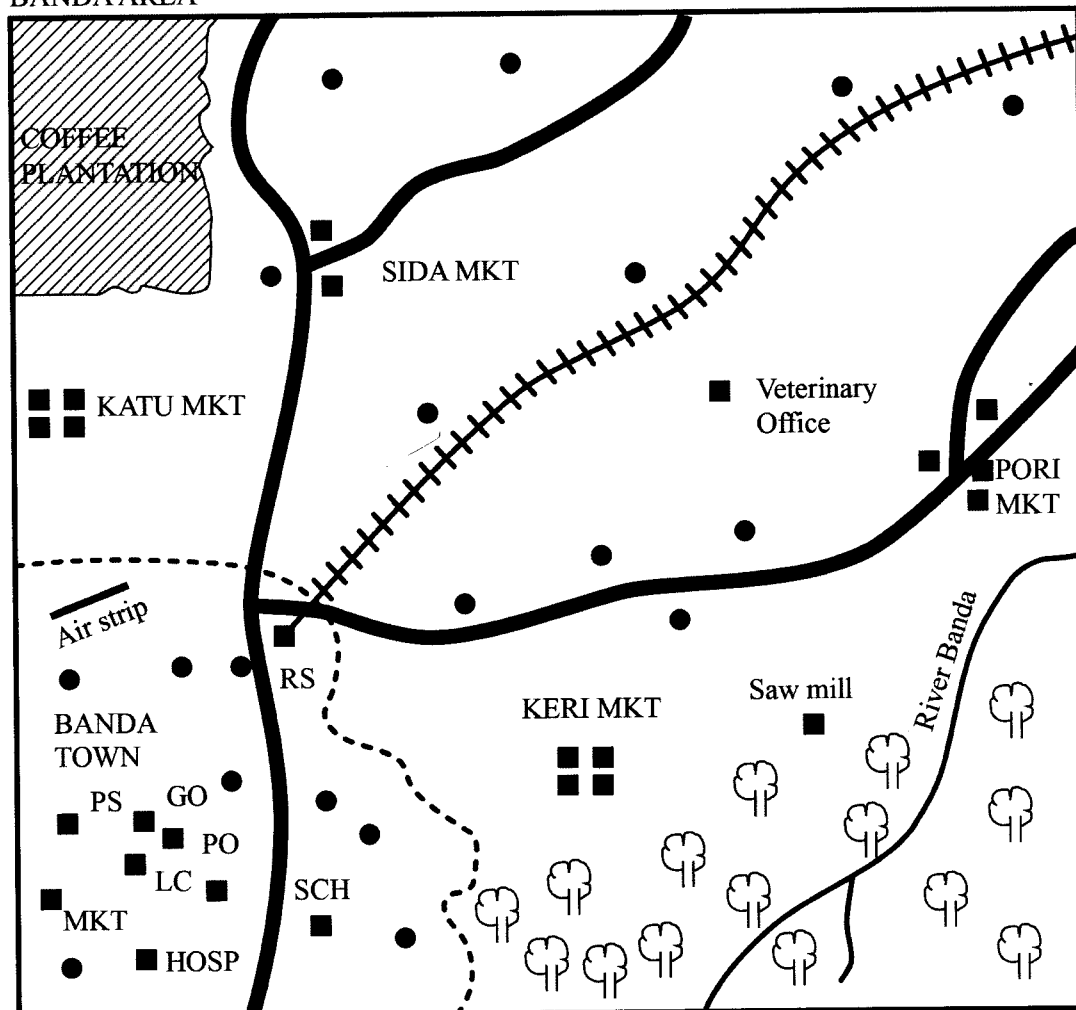 BANDA AREA
COFFEE
PLANTATION
SIDA MKT
KATU MKT
Veterinary
Office
PORI
MKT
Air strip
RS
River Banda
BANDA
TOWN
KERI MKT
Saw mill
PS
GO
PO
LC
SCH
MKT
HOSP